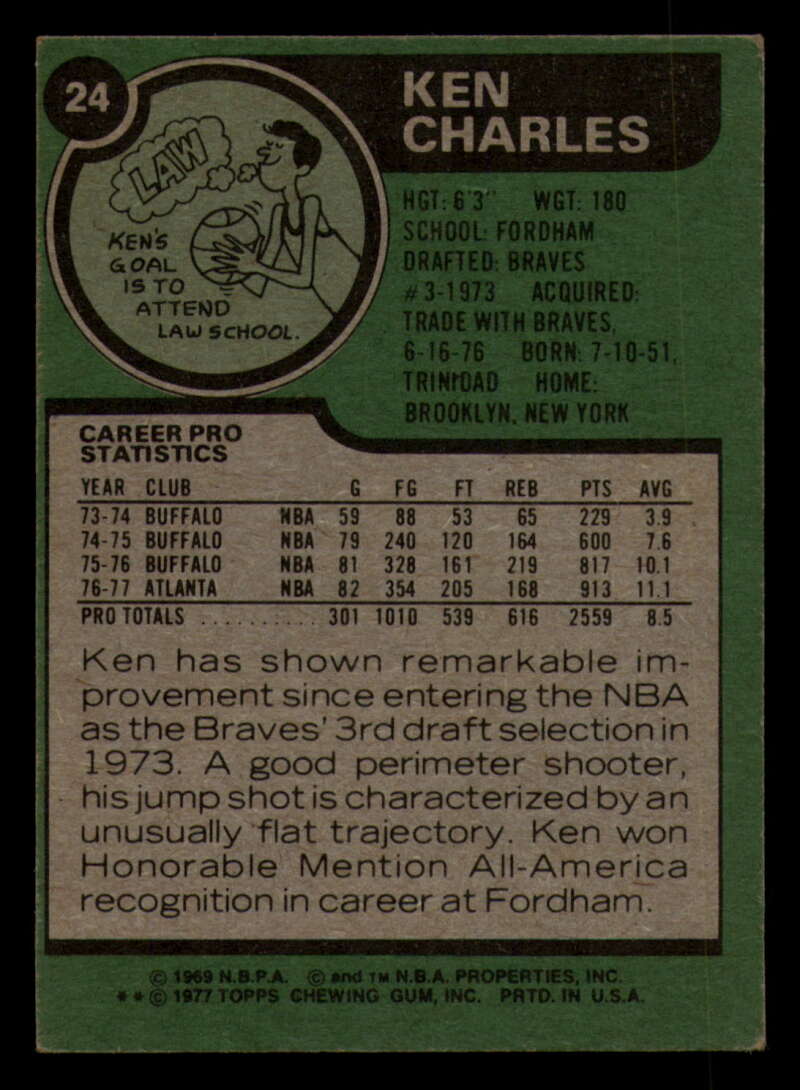 24
KEN
CHARLES
LAW
KEN'S
GOAL
IS TO
ATTEND
LAW SCHOOL.
HGT: 6'3" WGT: 180
SCHOOL: FORDHAM
DRAFTED: BRAVES
#3-1973 ACQUIRED:
TRADE WITH BRAVES,
6-16-76 BORN: 7-10-51,
TRINIDAD HOME:
BROOKLYN, NEW YORK
CAREER PRO
STATISTICS
YEAR CLUB G FG FT REB PTS AVG
73-74 BUFFALO NBA 59 88 53 65 229 3.9
74-75 BUFFALO NBA 79 240 120 164 600 7.6
75-76 BUFFALO NBA 81 328 161 219 817 10.1
76-77 ATLANTA NBA 82 354 205 168 913 11.1
PRO TOTALS .......... 301 1010 539 616 2559 8.5
Ken has shown remarkable im-
provement since entering the NBA
as the Braves' 3rd draft selection in
1973. A good perimeter shooter,
his jump shot is characterized by an
unusually flat trajectory. Ken won
Honorable Mention All-America
recognition in career at Fordham.
© 1969 N.B.P.A. © and TM N.B.A. PROPERTIES, INC.
**© 1977 TOPPS CHEWING GUM, INC. PRTD. IN U.S.A.